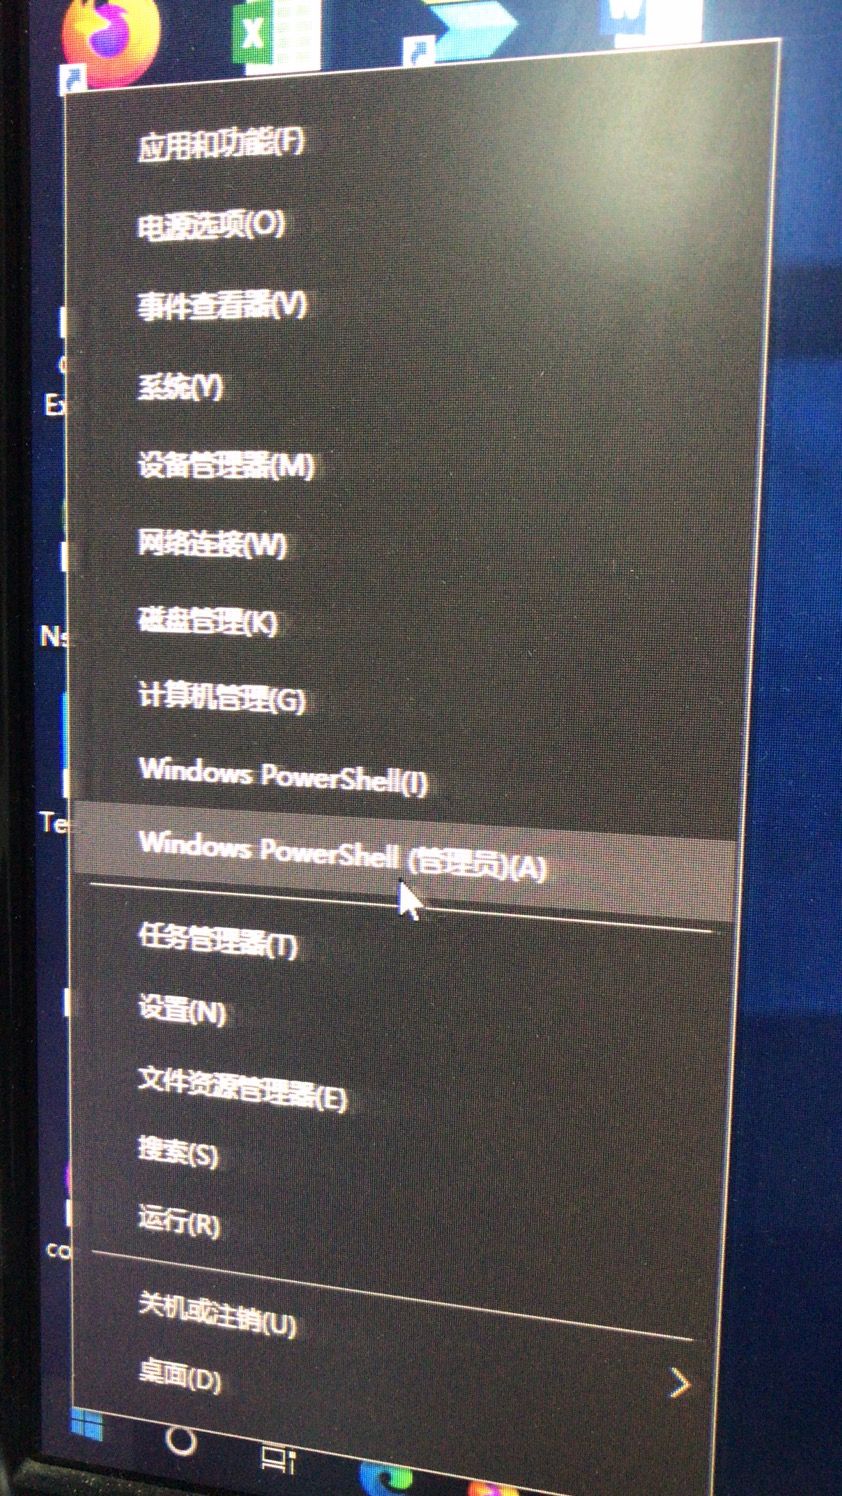 X
W
应用和功能(F)
电源选项(O)
事件查看器(V)
系统(Y)
Ex
设备管理器(M)
网络连接(W)
磁盘管理(K)
Ns
计算机管理(G)
Windows PowerShell(I)
Te
Windows PowerShell (管理员)(A)
任务管理器(T)
设置(N)
文件资源管理器(E)
搜索(S)
运行(R)
co
关机或注销(U)
桌面(D)